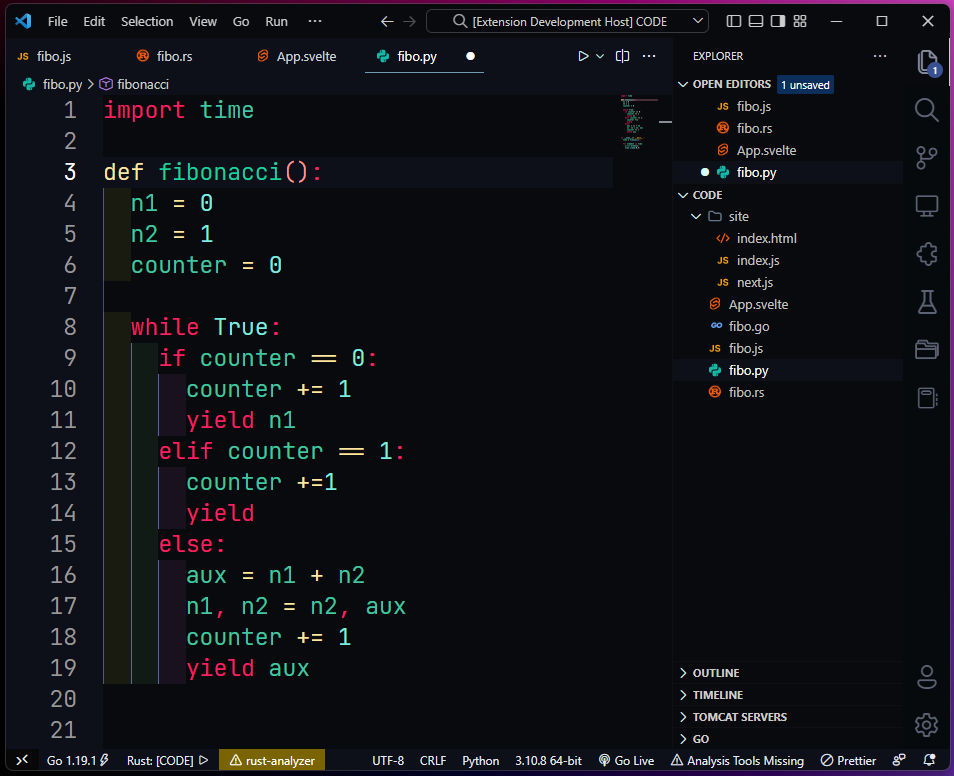 File Edit Selection View Go Run ··· [Extension Development Host] CODE
JS fibo.js fibo.rs App.svelte fibo.py
fibo.py > fibonacci
1 import time
2
3 def fibonacci():
4 n1 = 0
5 n2 = 1
6 counter = 0
7
8 while True:
9 if counter == 0:
10 counter += 1
11 yield n1
12 elif counter == 1:
13 counter +=1
14 yield
15 else:
16 aux = n1 + n2
17 n1, n2 = n2, aux
18 counter += 1
19 yield aux
20
21
EXPLORER ···
OPEN EDITORS 1 unsaved
JS fibo.js
fibo.rs
App.svelte
fibo.py
CODE
site
index.html
JS index.js
JS next.js
App.svelte
GO fibo.go
JS fibo.js
fibo.py
fibo.rs
OUTLINE
TIMELINE
TOMCAT SERVERS
GO
1
Go 1.19.1 Rust: [CODE] rust-analyzer UTF-8 CRLF Python 3.10.8 64-bit Go Live Analysis Tools Missing Prettier